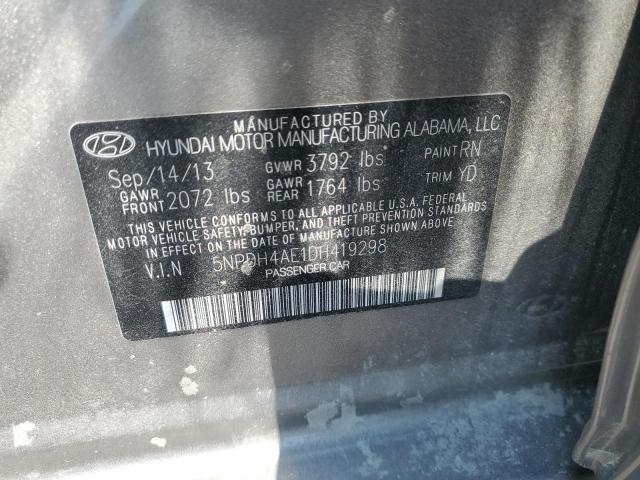 MANUFACTURED BY
HYUNDAI MOTOR MANUFACTURING ALABAMA, LLC
Sep/14/13 GVWR 3792 lbs PAINT RN
GAWR FRONT 2072 lbs GAWR REAR 1764 lbs TRIM YD
THIS VEHICLE CONFORMS TO ALL APPLICABLE U.S.A. FEDERAL
MOTOR VEHICLE SAFETY, BUMPER, AND THEFT PREVENTION STANDARDS
IN EFFECT ON THE DATE OF MANUFACTURE SHOWN ABOVE.
V.I.N 5NPDH4AE1DH419298
PASSENGER CAR